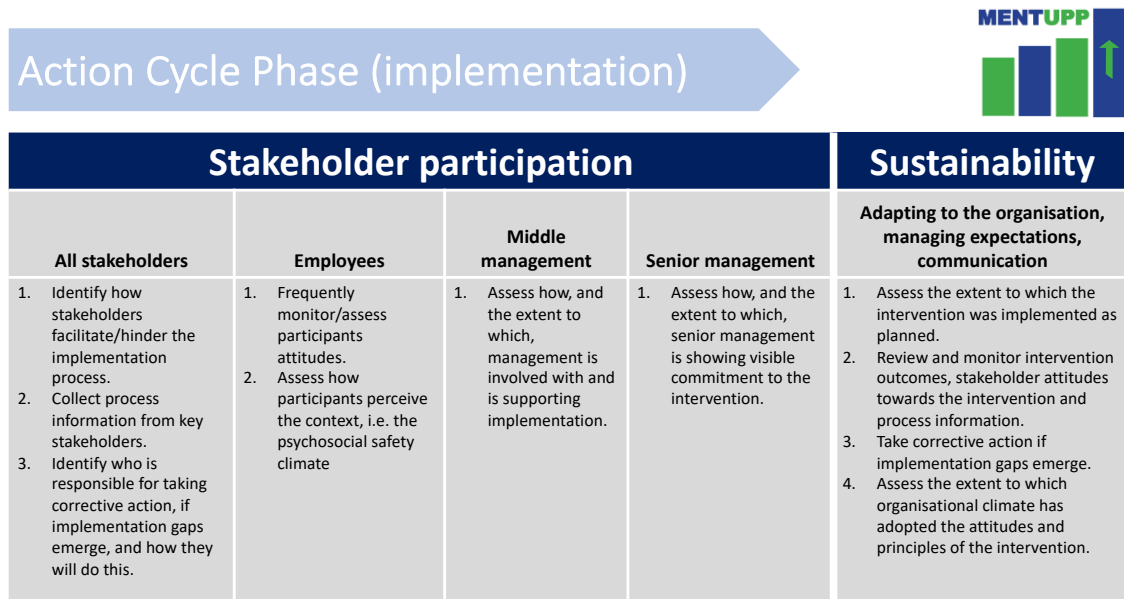 MENTUPP
Action Cycle Phase (implementation)
Stakeholder participation
Sustainability
All stakeholders
Employees
Middle
management
Senior management
Adapting to the organisation,
managing expectations,
communication
1. Identify how
stakeholders
facilitate/hinder the
implementation
process.
2. Collect process
information from key
stakeholders.
3. Identify who is
responsible for taking
corrective action, if
implementation gaps
emerge, and how they
will do this.
1. Frequently
monitor/assess
participants
attitudes.
2. Assess how
participants perceive
the context, i.e. the
psychosocial safety
climate
1. Assess how, and
the extent to
which,
management is
involved with and
is supporting
implementation.
1. Assess how, and the
extent to which,
senior management
is showing visible
commitment to the
intervention.
1. Assess the extent to which the
intervention was implemented as
planned.
2. Review and monitor intervention
outcomes, stakeholder attitudes
towards the intervention and
process information.
3. Take corrective action if
implementation gaps emerge.
4. Assess the extent to which
organisational climate has
adopted the attitudes and
principles of the intervention.